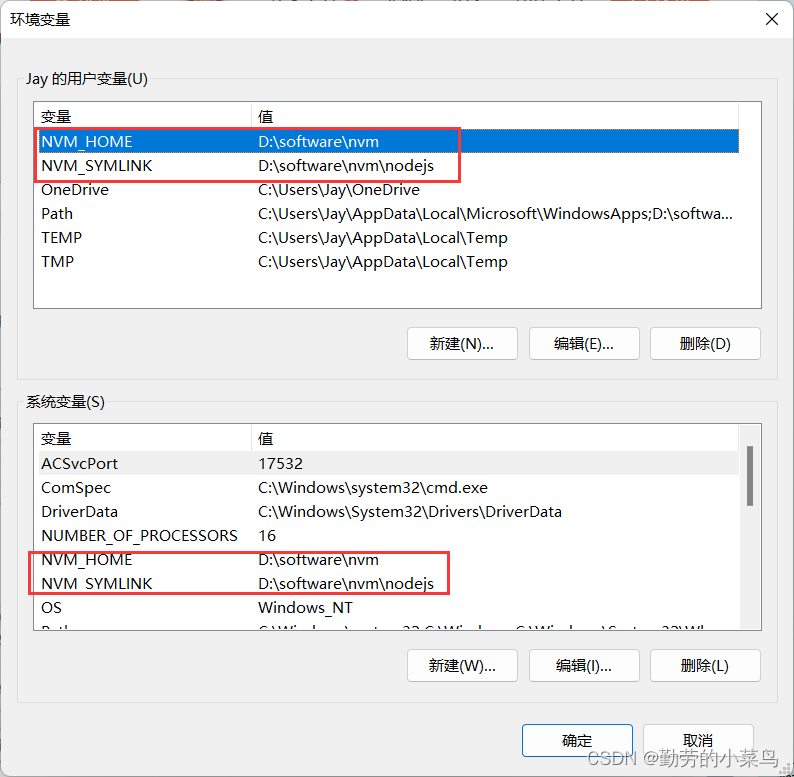 环境变量
Jay 的用户变量(U)
变量 值
NVM_HOME D:\software\nvm
NVM_SYMLINK D:\software\nvm\nodejs
OneDrive C:\Users\Jay\OneDrive
Path C:\Users\Jay\AppData\Local\Microsoft\WindowsApps;D:\softwa...
TEMP C:\Users\Jay\AppData\Local\Temp
TMP C:\Users\Jay\AppData\Local\Temp
新建(N)... 编辑(E)... 删除(D)
系统变量(S)
变量 值
ACSvcPort 17532
ComSpec C:\Windows\system32\cmd.exe
DriverData C:\Windows\System32\Drivers\DriverData
NUMBER_OF_PROCESSORS 16
NVM_HOME D:\software\nvm
NVM_SYMLINK D:\software\nvm\nodejs
OS Windows_NT
新建(W)... 编辑(I)... 删除(L)
确定 取消
CSDN @勤劳的小菜鸟